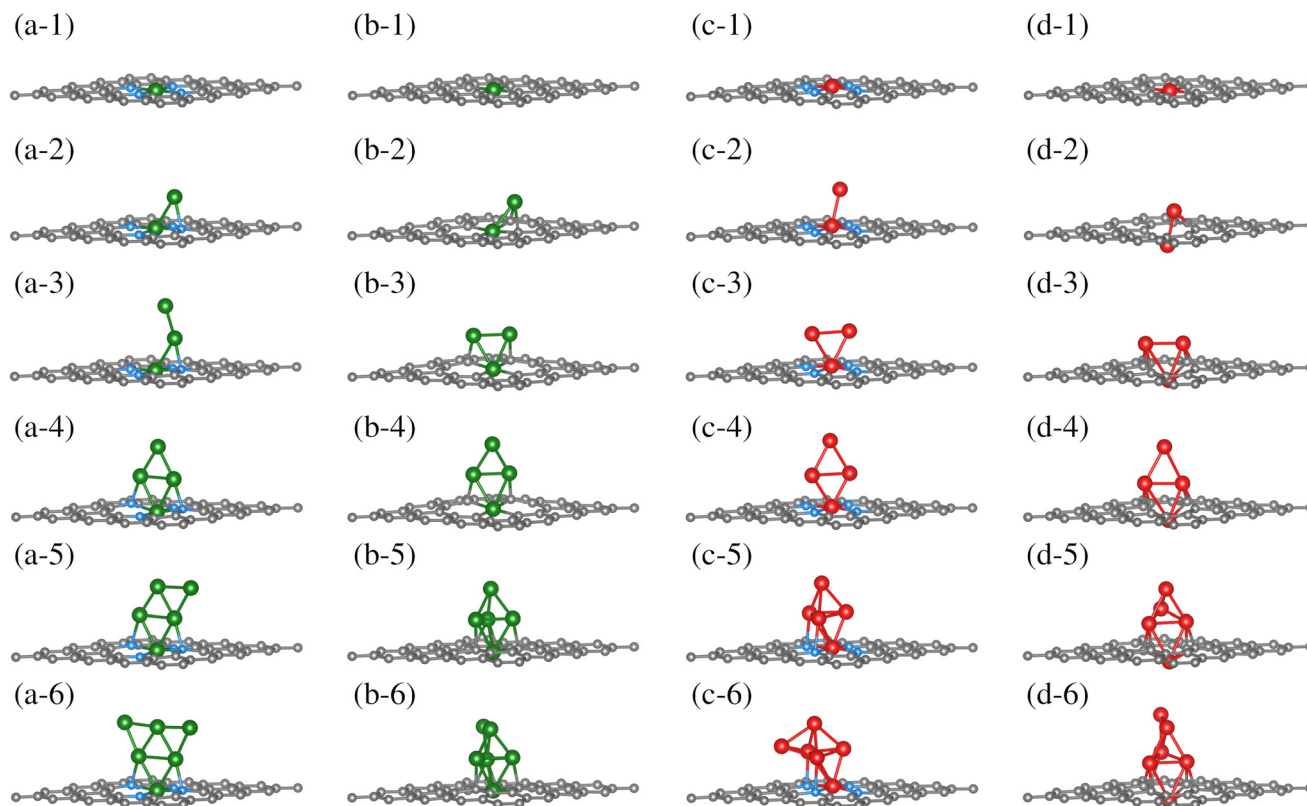 (a-1) (b-1) (c-1) (d-1)
(a-2) (b-2) (c-2) (d-2)
(a-3) (b-3) (c-3) (d-3)
(a-4) (b-4) (c-4) (d-4)
(a-5) (b-5) (c-5) (d-5)
(a-6) (b-6) (c-6) (d-6)